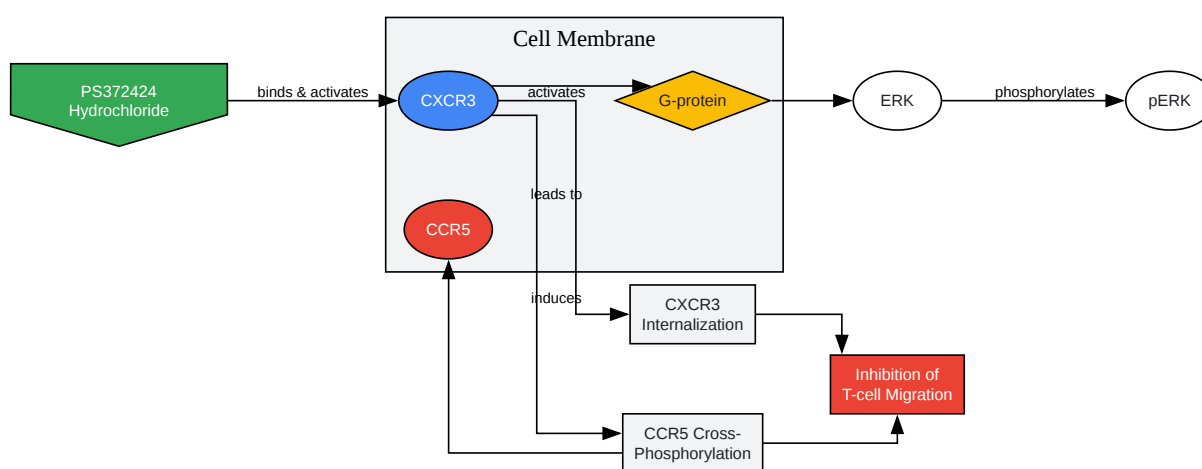 Cell Membrane
PS372424
Hydrochloride
binds & activates
CXCR3
activates
G-protein
ERK
phosphorylates
pERK
leads to
CCR5
induces
CXCR3
Internalization
Inhibition of
T-cell Migration
CCR5 Cross-
Phosphorylation